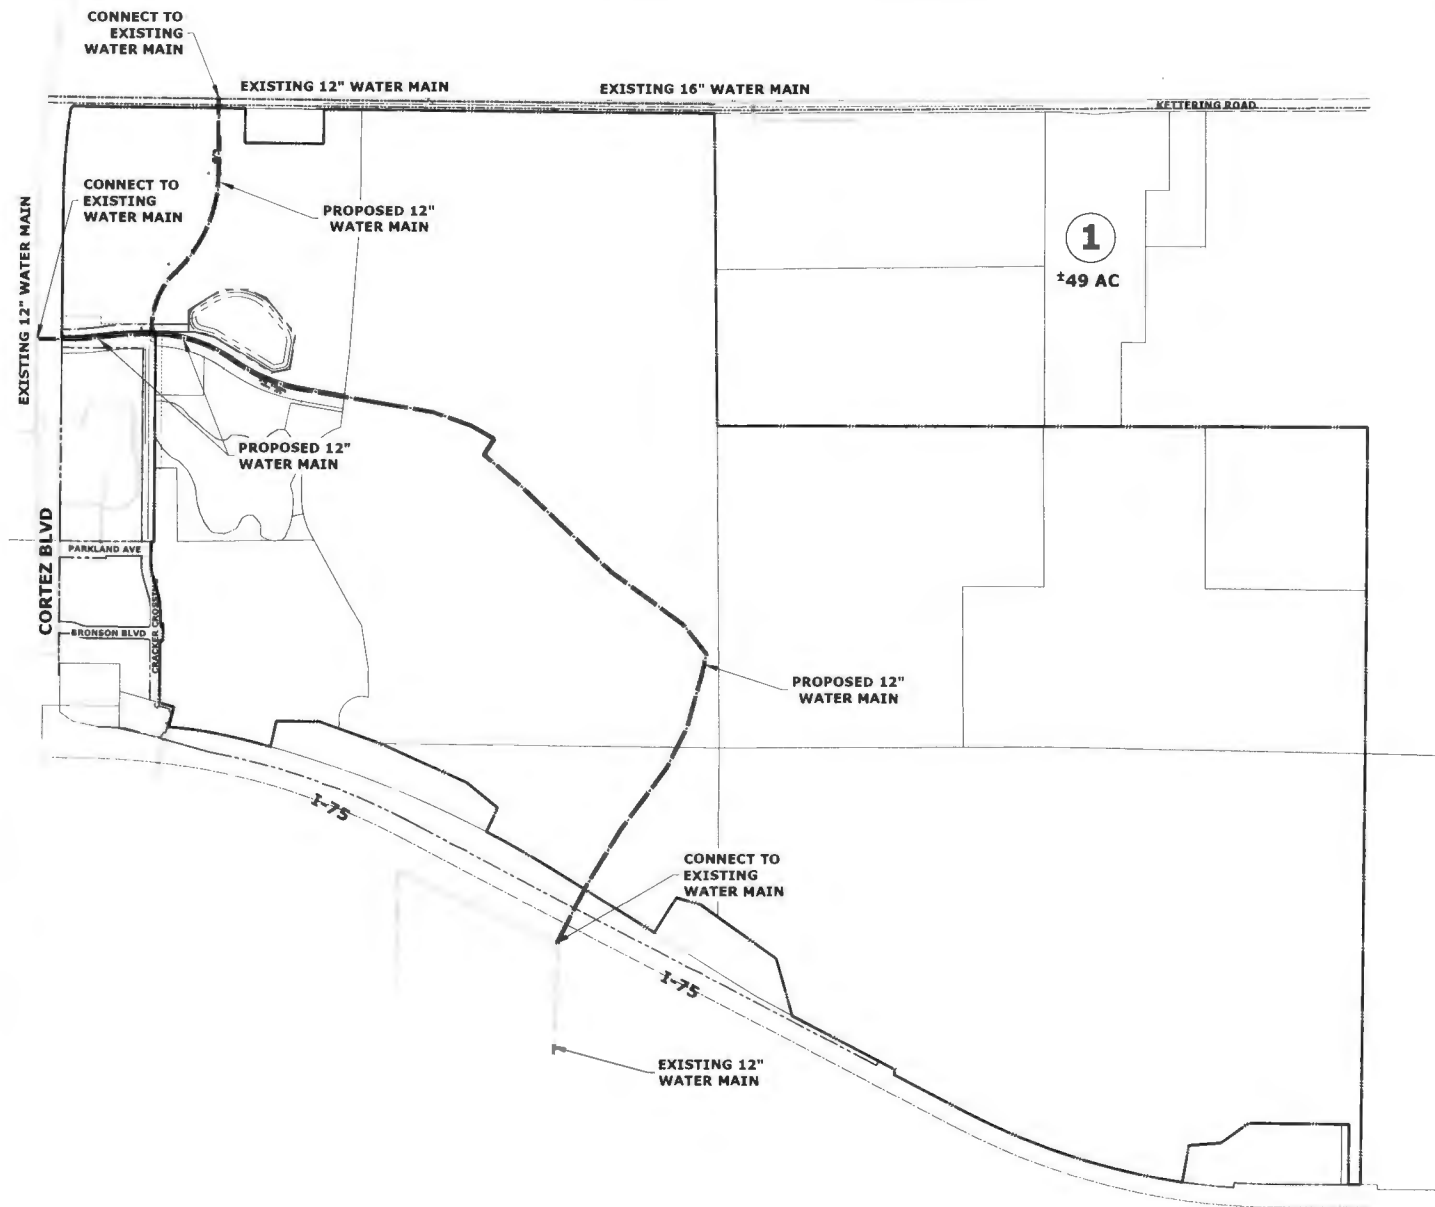 CONNECT TO
EXISTING
WATER MAIN
EXISTING 12" WATER MAIN
EXISTING 16" WATER MAIN
KETTERING ROAD
CONNECT TO
EXISTING
WATER MAIN
EXISTING 12" WATER MAIN
PROPOSED 12"
WATER MAIN
1
±49 AC
PROPOSED 12"
WATER MAIN
CORTEZ BLVD
PARKLAND AVE
BRONSON BLVD
CRACKER CROSSING
PROPOSED 12"
WATER MAIN
I-75
CONNECT TO
EXISTING
WATER MAIN
I-75
EXISTING 12"
WATER MAIN